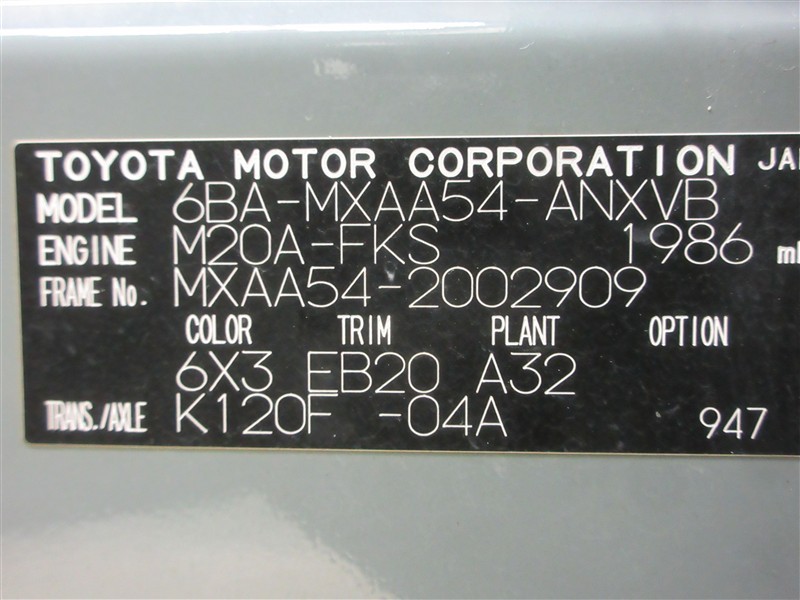 TOYOTA MOTOR CORPORATION JA
MODEL 6BA-MXAA54-ANXVB
ENGINE M20A-FKS 1986 m
FRAME No. MXAA54-2002909
COLOR TRIM PLANT OPTION
6X3 EB20 A32
TRANS./AXLE K120F -04A 947